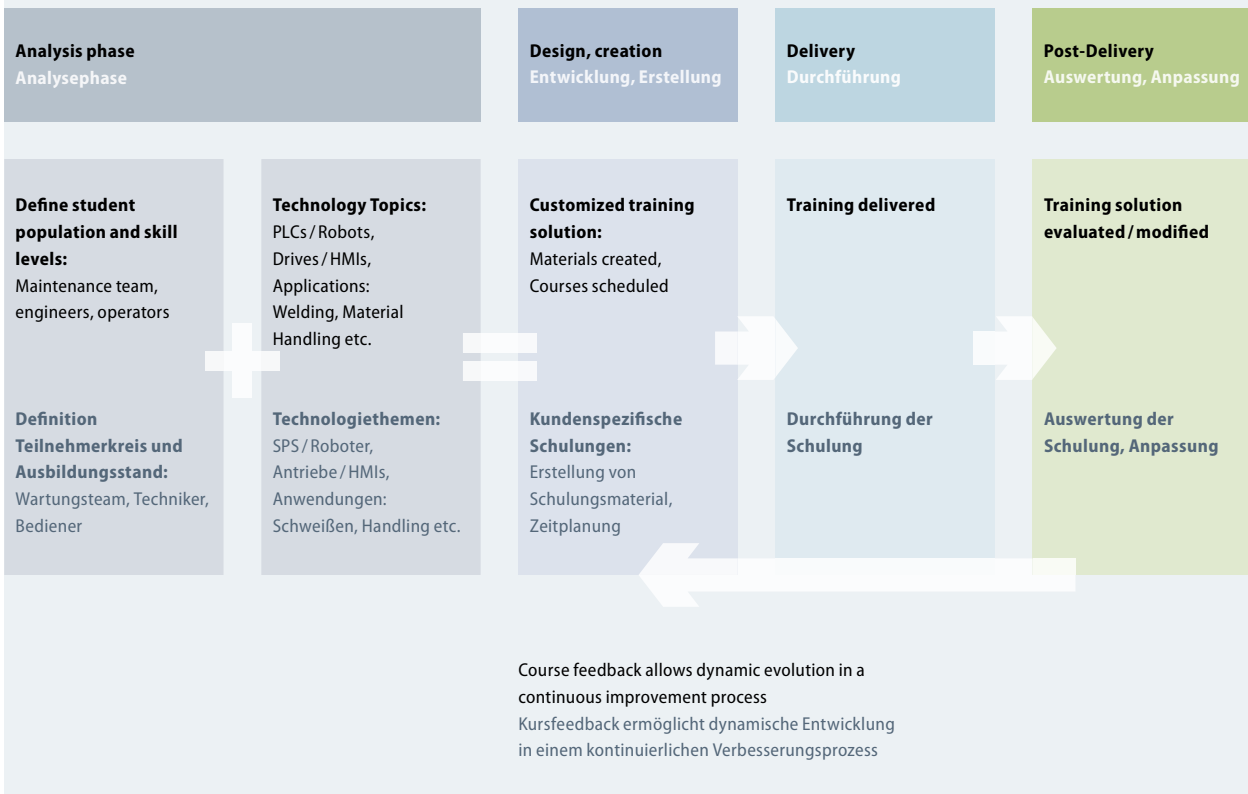 Analysis phase
Analysephase
Design, creation
Entwicklung, Erstellung
Delivery
Durchführung
Post-Delivery
Auswertung, Anpassung
Define student
population and skill
levels:
Maintenance team,
engineers, operators
Definition
Teilnehmerkreis und
Ausbildungsstand:
Wartungsteam, Techniker,
Bediener
Technology Topics:
PLCs / Robots,
Drives / HMIs,
Applications:
Welding, Material
Handling etc.
Technologiethemen:
SPS / Roboter,
Antriebe / HMIs,
Anwendungen:
Schweißen, Handling etc.
Customized training
solution:
Materials created,
Courses scheduled
Kundenspezifische
Schulungen:
Erstellung von
Schulungsmaterial,
Zeitplanung
Training delivered
Durchführung der
Schulung
Training solution
evaluated / modified
Auswertung der
Schulung, Anpassung
Course feedback allows dynamic evolution in a
continuous improvement process
Kursfeedback ermöglicht dynamische Entwicklung
in einem kontinuierlichen Verbesserungsprozess